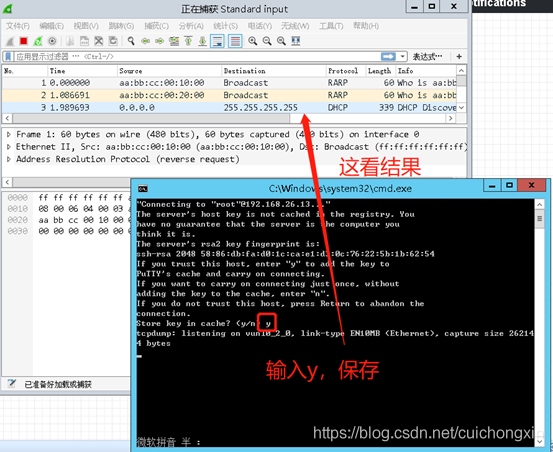 正在捕获 Standard input
tifications
文件(F) 编辑(E) 视图(V) 跳转(G) 捕获(C) 分析(A) 统计(S) 电话(Y) 无线(W) 工具(T) 帮助(H)
应用显示过滤器 … <Ctrl-/>
表达式… +
No. Time Source Destination Protocol Length Info
1 0.000000 aa:bb:cc:00:10:00 Broadcast RARP 60 Who is aa:bb
2 1.086691 aa:bb:cc:00:20:00 Broadcast RARP 60 Who is aa:bb
3 1.989693 0.0.0.0 255.255.255.255 DHCP 339 DHCP Discove
Frame 1: 60 bytes on wire (480 bits), 60 bytes captured (480 bits) on interface 0
Ethernet II, Src: aa:bb:cc:00:10:00 (aa:bb:cc:00:10:00), Dst: Broadcast (ff:ff:ff:ff:ff:ff)
Address Resolution Protocol (reverse request)
这看结果
0000 ff ff ff ff ff ff
0010 08 00 06 04 00 03
0020 aa bb cc 00 10 00
0030 00 00 00 00 00 00
C:\Windows\system32\cmd.exe
"Connecting to "root"@192.168.26.13
The server's host key is not cached in the registry. You
have no guarantee that the server is the computer you
think it is.
The server's rsa2 key fingerprint is:
ssh-rsa 2048 58:86:db:fa:d0:1c:ca:e1:d3:0c:76:22:5b:1b:62:54
If you trust this host, enter "y" to add the key to
PuTTY's cache and carry on connecting.
If you want to carry on connecting just once, without
adding the key to the cache, enter "n".
If you do not trust this host, press Return to abandon the
connection.
Store key in cache? (y/n y
tcpdump: listening on vun10_2_0, link-type EN10MB (Ethernet), capture size 26214
4 bytes
输入y，保存
已准备好加载或捕获
微软拼音 半 :
https://blog.csdn.net/cuichongxin